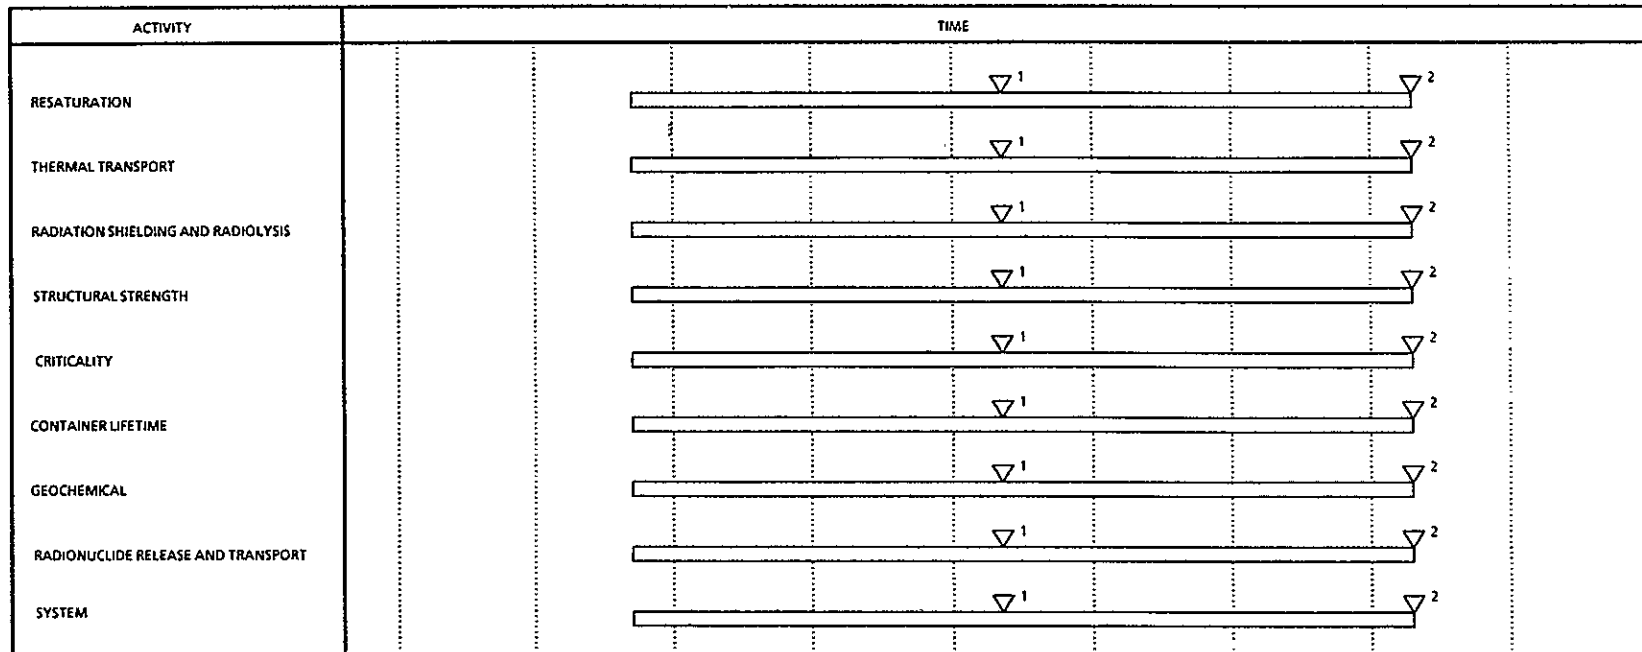 ACTIVITY TIME
1 2
RESATURATION
1 2
THERMAL TRANSPORT
1 2
RADIATION SHIELDING AND RADIOLYSIS
1 2
STRUCTURAL STRENGTH
1 2
CRITICALITY
1 2
CONTAINER LIFETIME
1 2
GEOCHEMICAL
1 2
RADIONUCLIDE RELEASE AND TRANSPORT
1 2
SYSTEM